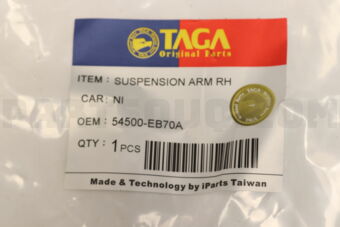 TAGA
Original Parts
ITEM : SUSPENSION ARM RH
CAR: NI
OEM : 54500-EB70A
QTY : 1 PCS
Made & Technology by iParts Taiwan